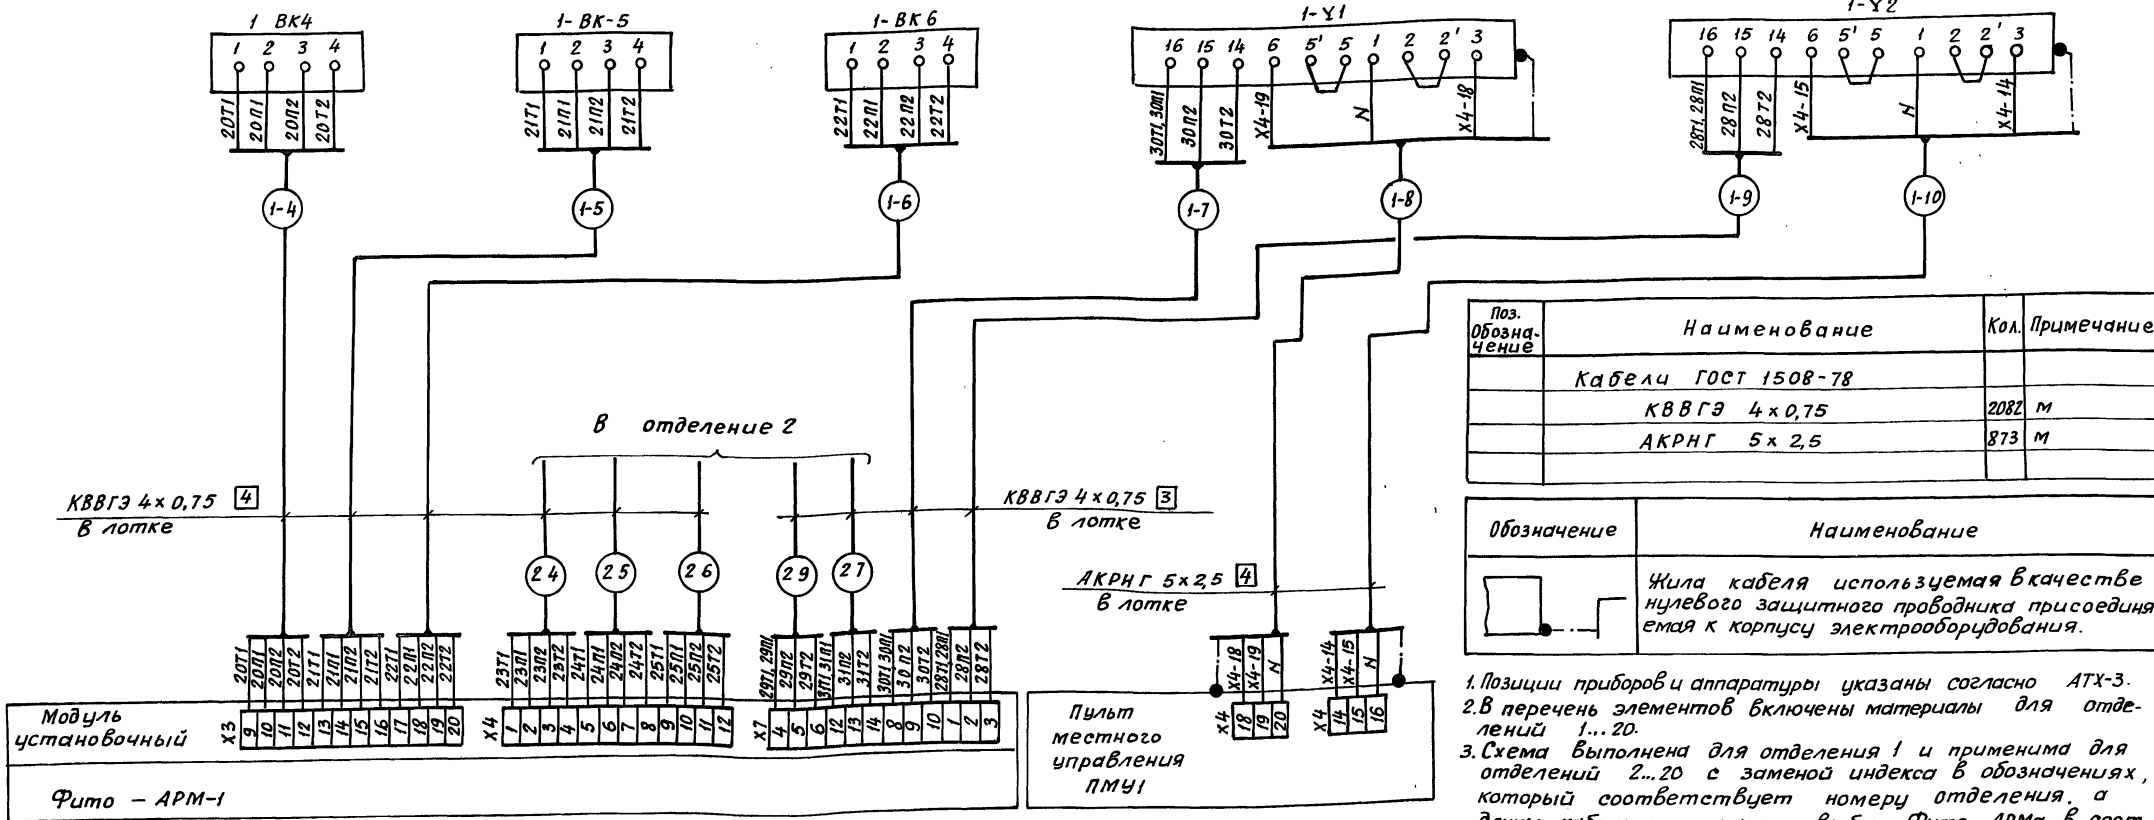 1 ВК4
1-ВК-5
1-ВК6
1-У1
1-У2
1 2 3 4
1 2 3 4
1 2 3 4
16 15 14 6 5' 5 1 2 2' 3
16 15 14 6 5' 5 1 2 2' 3
20Т1 20П1 20П2 20Т2
21Т1 21П1 21П2 21Т2
22Т1 22П1 22П2 22Т2
30Т1,30П1 30П2 30Т2 Х4-19 N Х4-18
28Т1,28П1 28П2 28Т2 Х4-15 N Х4-14
1-4
1-5
1-6
1-7
1-8
1-9
1-10
Поз. Обозна-чение Наименование Кол. Примечание
Кабели ГОСТ 1508-78
КВВГЭ 4х0,75 2082 м
АКРНГ 5х2,5 873 м
В отделение 2
КВВГЭ 4х0,75 4
В лотке
КВВГЭ 4х0,75 3
В лотке
АКРНГ 5х2,5 4
В лотке
24 25 26 29 27
Обозначение Наименование
Жила кабеля используемая в качестве
нулевого защитного проводника присоединя
емая к корпусу электрооборудования.
20Т1 20П1 20П2 20Т2 21Т1 21П1 21П2 21Т2 22Т1 22П1 22П2 22Т2
23Т1 23П1 23П2 23Т2 24Т1 24П1 24П2 24Т2 25Т1 25П1 25П2 25Т2
29Т1,29П1 29П2 29Т2 31П1 31П1 31П2 31Т2 30Т1,30П1 30П2 30Т2 28Т1,28П1 28П2 28Т2
Х4-18 Х4-19 N
Х4-14 Х4-15 N
Модуль
установочный
Х3 9 10 11 12 13 14 15 16 17 18 19 20
Х4 1 2 3 4 5 6 7 8 9 10 11 12
Х7 4 5 6 12 13 14 8 9 10 1 2 3
Фито – АРМ-1
Пульт
местного
управления
ПМУ1
Х4 18 19 20
Х4 14 15 16
1. Позиции приборов и аппаратуры указаны согласно АТХ-3.
2. В перечень элементов включены материалы для отде-
лений 1...20.
3. Схема выполнена для отделения 1 и применима для
отделений 2...20 с заменой индекса в обозначениях,
который соответствует номеру отделения, а